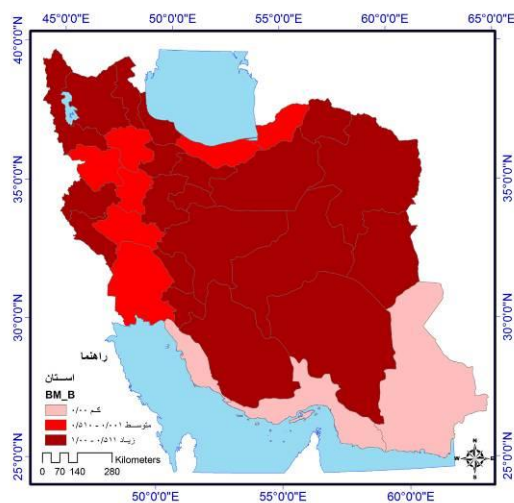 45°0'0"E 50°0'0"E 55°0'0"E 60°0'0"E 65°0'0"E
40°0'0"N 40°0'0"N
35°0'0"N 35°0'0"N
30°0'0"N 30°0'0"N
25°0'0"N 25°0'0"N
راهنما
استان
BM_B
کم ۰/۰۰
متوسط ۰/۰۰۱ - ۰/۵۱۰
زیاد ۰/۵۱۱ - ۱/۰۰
0 70 140 280 Kilometers
N
W E
S
50°0'0"E 55°0'0"E 60°0'0"E